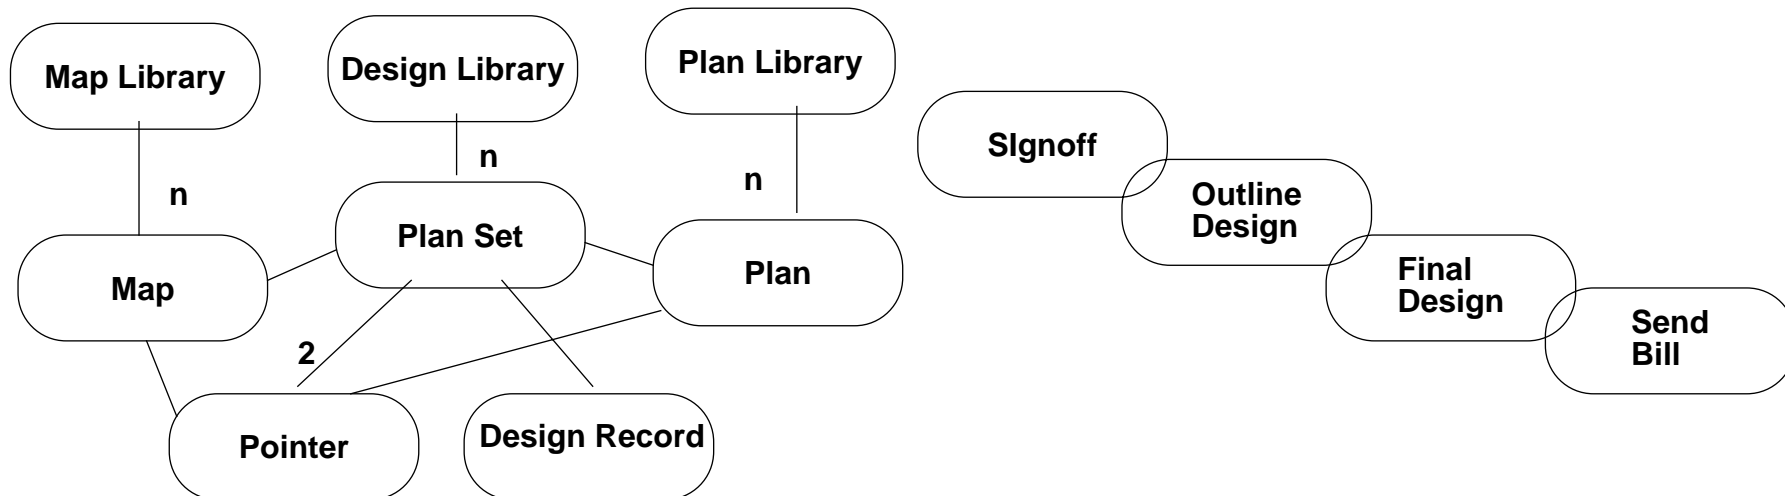 Map Library
Design Library
Plan Library
n
n
n
Map
Plan Set
Plan
2
Pointer
Design Record
SIgnoff
Outline
Design
Final
Design
Send
Bill